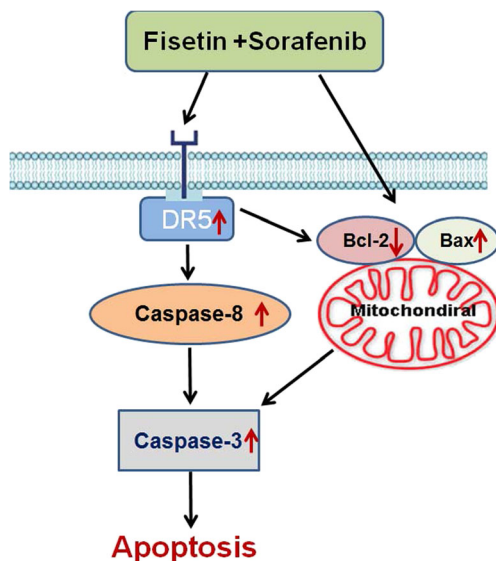 Fisetin +Sorafenib
DR5↑
Bcl-2↓
Bax↑
Caspase-8 ↑
Mitochondiral
Caspase-3↑
Apoptosis